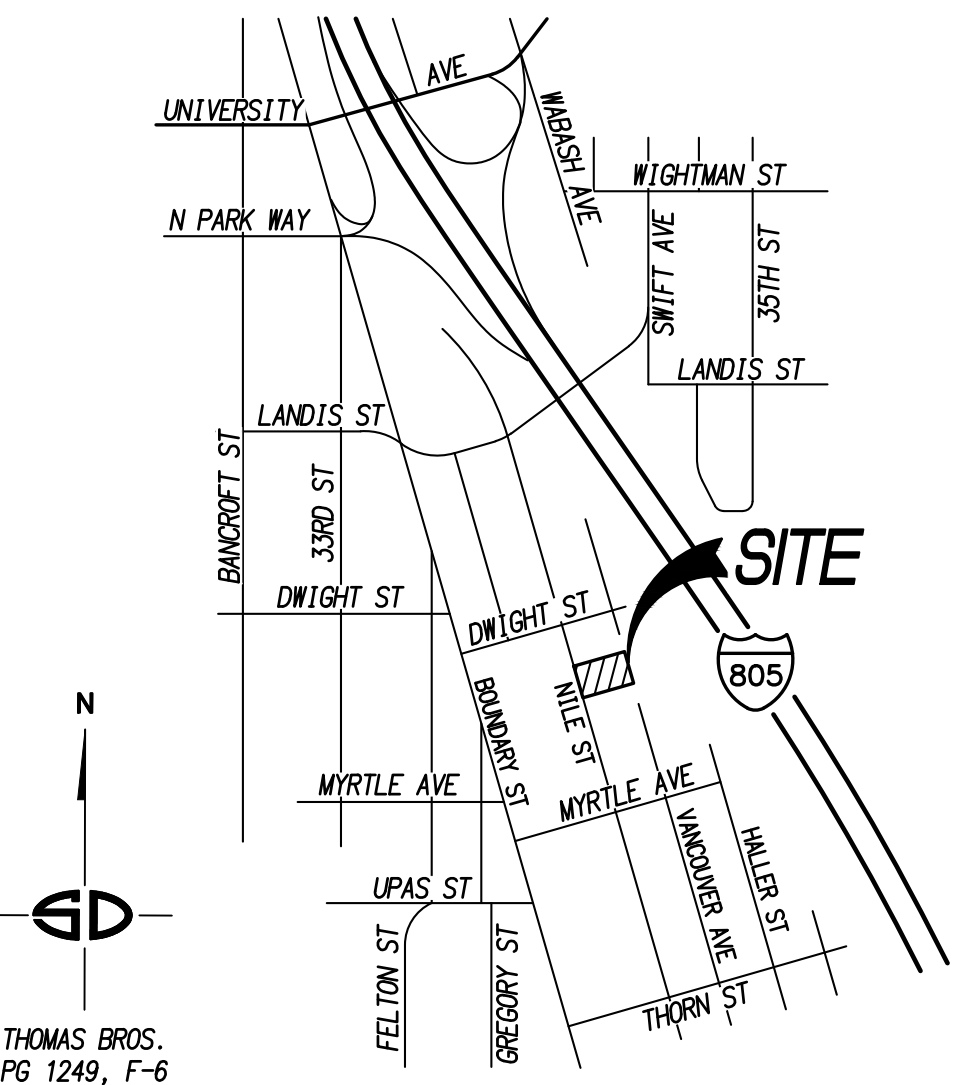 AVE
UNIVERSITY
WABASH AVE
WIGHTMAN ST
N PARK WAY
SWIFT AVE
35TH ST
LANDIS ST
LANDIS ST
BANCROFT ST
33RD ST
SITE
DWIGHT ST
DWIGHT ST
805
N
BOUNDARY ST
NILE ST
MYRTLE AVE
MYRTLE AVE
VANCOUVER AVE
HALLER ST
UPAS ST
SD
FELTON ST
GREGORY ST
THORN ST
THOMAS BROS.
PG 1249, F-6